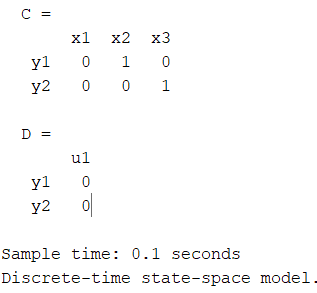 C =
x1 x2 x3
y1 0 1 0
y2 0 0 1
D =
u1
y1 0
y2 0
Sample time: 0.1 seconds
Discrete-time state-space model.